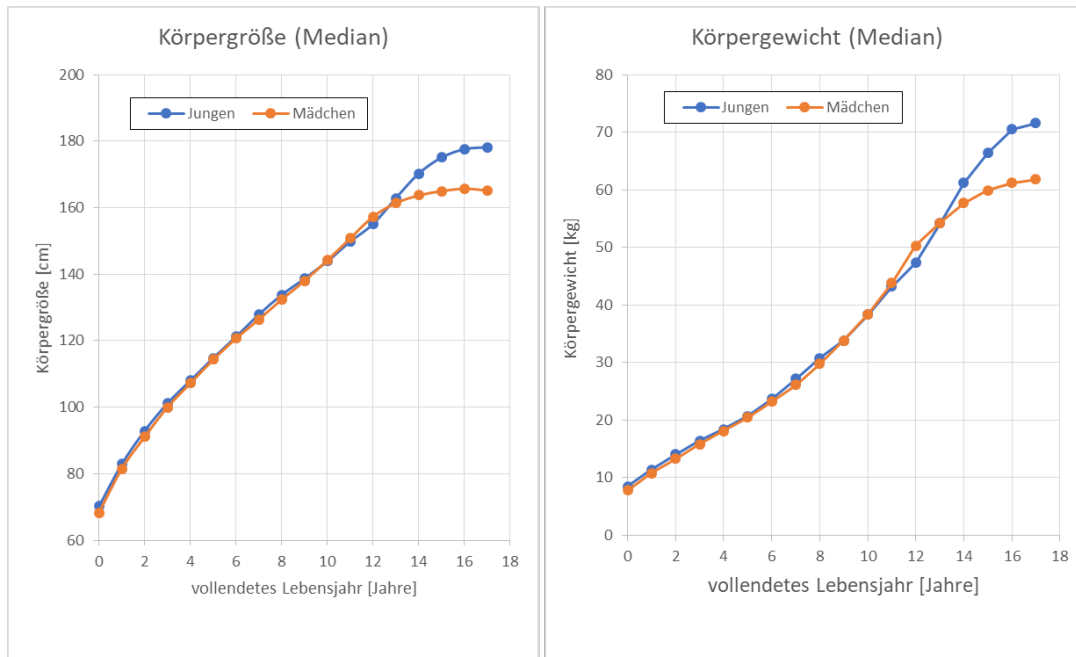 Körpergröße (Median)
200
180
160
140
120
100
80
60
Körpergröße [cm]
Jungen Mädchen
0 2 4 6 8 10 12 14 16 18
vollendetes Lebensjahr [Jahre]
Körpergewicht (Median)
80
70
60
50
40
30
20
10
0
Körpergewicht [kg]
Jungen Mädchen
0 2 4 6 8 10 12 14 16 18
vollendetes Lebensjahr [Jahre]